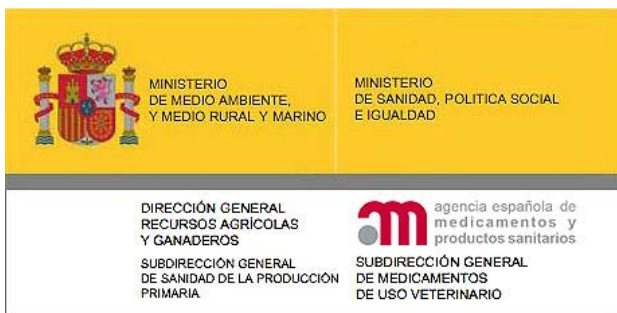 MINISTERIO
DE MEDIO AMBIENTE,
Y MEDIO RURAL Y MARINO
MINISTERIO
DE SANIDAD, POLITICA SOCIAL
E IGUALDAD
DIRECCIÓN GENERAL
RECURSOS AGRÍCOLAS
Y GANADEROS
SUBDIRECCIÓN GENERAL
DE SANIDAD DE LA PRODUCCIÓN
PRIMARIA
am
agencia española de
medicamentos y
productos sanitarios
SUBDIRECCIÓN GENERAL
DE MEDICAMENTOS
DE USO VETERINARIO